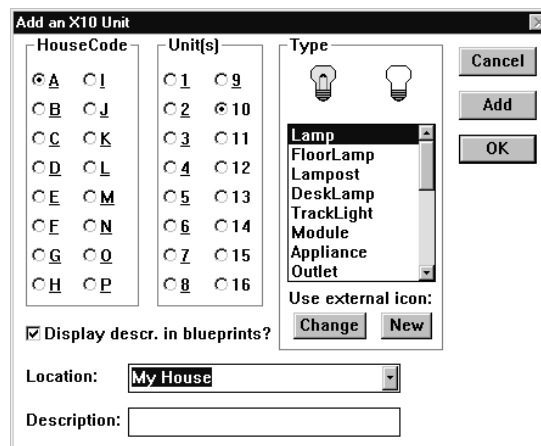 Add an X10 Unit
HouseCode
A I
B J
C K
D L
E M
F N
G O
H P
Unit(s)
1 9
2 10
3 11
4 12
5 13
6 14
7 15
8 16
Type
Lamp
FloorLamp
Lampost
DeskLamp
TrackLight
Module
Appliance
Outlet
Use external icon:
Change New
Cancel
Add
OK
Display descr. in blueprints?
Location: My House
Description: